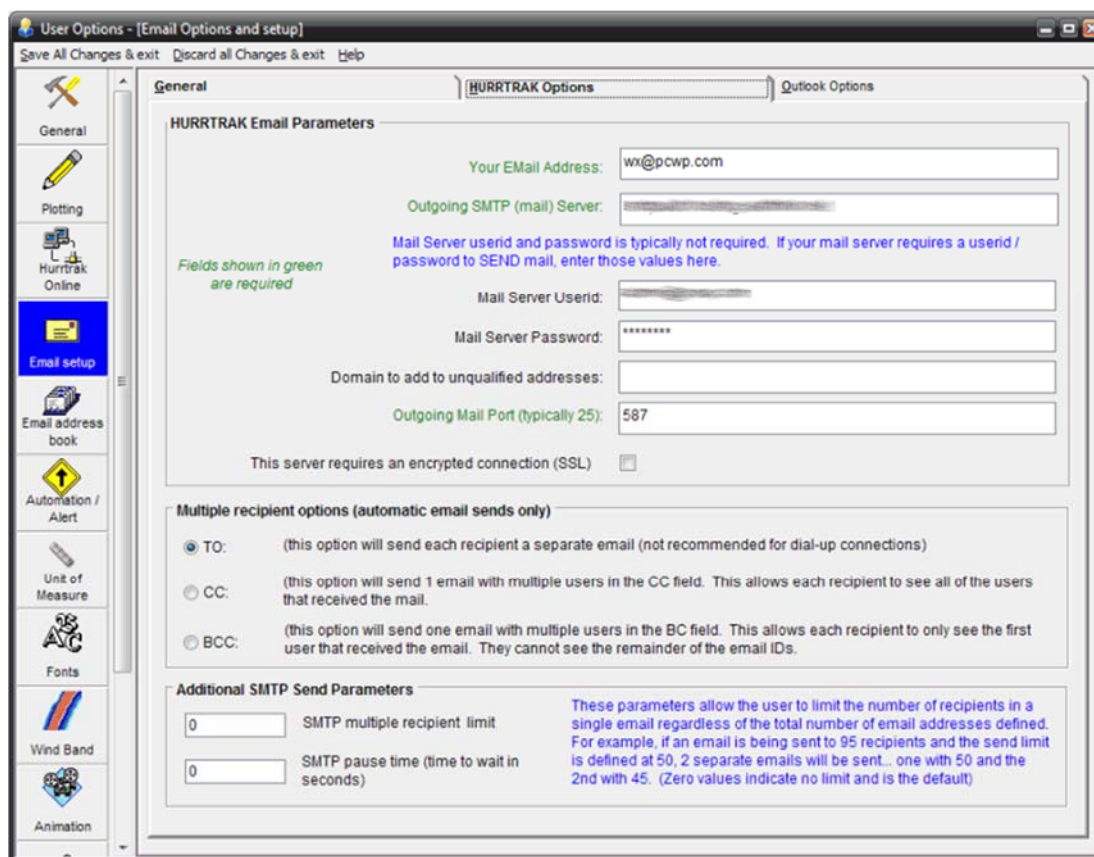 User Options - [Email Options and setup]
Save All Changes & exit Discard all Changes & exit Help
General
Plotting
Hurrtrak
Online
Email setup
Email address
book
Automation /
Alert
Unit of
Measure
Fonts
Wind Band
Animation
General
HURRTRAK Options
Outlook Options
HURRTRAK Email Parameters
Your EMail Address:
wx@pcwp.com
Outgoing SMTP (mail) Server:
Mail Server userid and password is typically not required. If your mail server requires a userid /
password to SEND mail, enter those values here.
Fields shown in green
are required
Mail Server Userid:
Mail Server Password:
********
Domain to add to unqualified addresses:
Outgoing Mail Port (typically 25):
587
This server requires an encrypted connection (SSL)
Multiple recipient options (automatic email sends only)
TO: (this option will send each recipient a separate email (not recommended for dial-up connections)
CC: (this option will send 1 email with multiple users in the CC field. This allows each recipient to see all of the users
that received the mail.
BCC: (this option will send one email with multiple users in the BC field. This allows each recipient to only see the first
user that received the email. They cannot see the remainder of the email IDs.
Additional SMTP Send Parameters
0 SMTP multiple recipient limit
0 SMTP pause time (time to wait in
seconds)
These parameters allow the user to limit the number of recipients in a
single email regardless of the total number of email addresses defined.
For example, if an email is being sent to 95 recipients and the send limit
is defined at 50, 2 separate emails will be sent... one with 50 and the
2nd with 45. (Zero values indicate no limit and is the default)